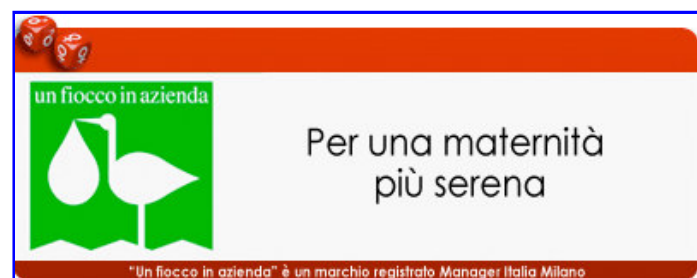 un fiocco in azienda
Per una maternità
più serena
"Un fiocco in azienda" è un marchio registrato Manager Italia Milano